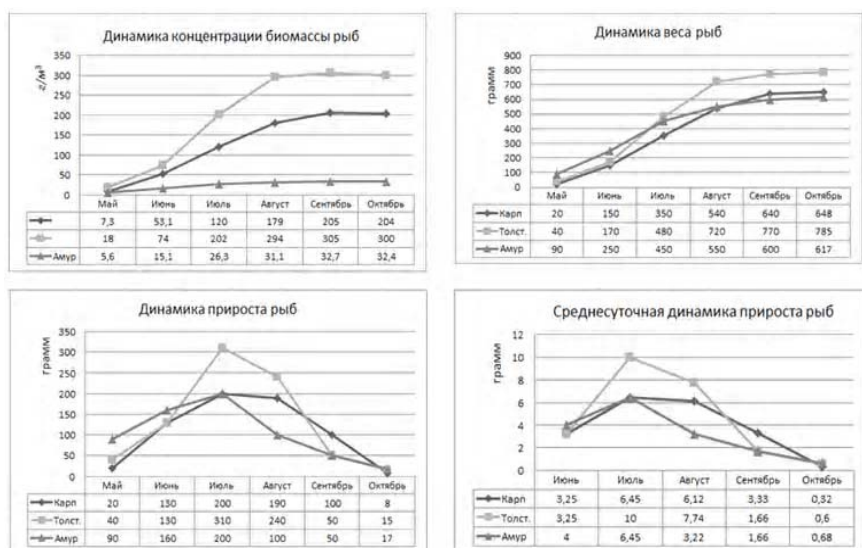 Динамика концентрации биомассы рыб
г/м³
350
300
250
200
150
100
50
0
Май Июнь Июль Август Сентябрь Октябрь
7,3 53,1 120 179 205 204
18 74 202 294 305 300
Амур 5,6 15,1 26,3 31,1 32,7 32,4
Динамика веса рыб
грамм
900
800
700
600
500
400
300
200
100
0
Май Июнь Июль Август Сентябрь Октябрь
Карп 20 150 350 540 640 648
Толст. 40 170 480 720 770 785
Амур 90 250 450 550 600 617
Динамика прироста рыб
грамм
350
300
250
200
150
100
50
0
Май Июнь Июль Август Сентябрь Октябрь
Карп 20 130 200 190 100 8
Толст. 40 130 310 240 50 15
Амур 90 160 200 100 50 17
Среднесуточная динамика прироста рыб
грамм
12
10
8
6
4
2
0
Июнь Июль Август Сентябрь Октябрь
Карп 3,25 6,45 6,12 3,33 0,32
Толст. 3,25 10 7,74 1,66 0,6
Амур 4 6,45 3,22 1,66 0,68